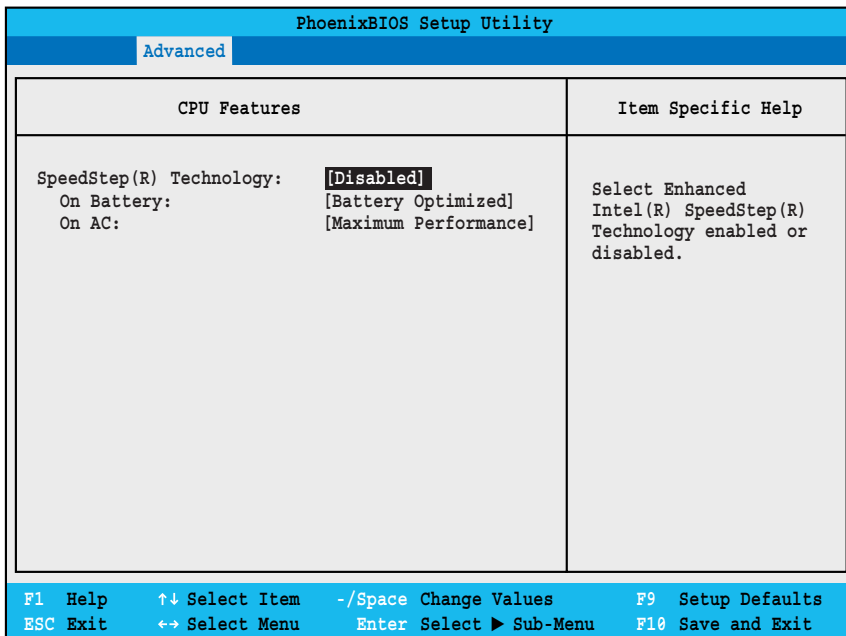 PhoenixBIOS Setup Utility
Advanced
CPU Features
Item Specific Help
SpeedStep(R) Technology: [Disabled]
On Battery: [Battery Optimized]
On AC: [Maximum Performance]
Select Enhanced
Intel(R) SpeedStep(R)
Technology enabled or
disabled.
F1 Help ↑↓ Select Item -/Space Change Values F9 Setup Defaults
ESC Exit ←→ Select Menu Enter Select ▶ Sub-Menu F10 Save and Exit